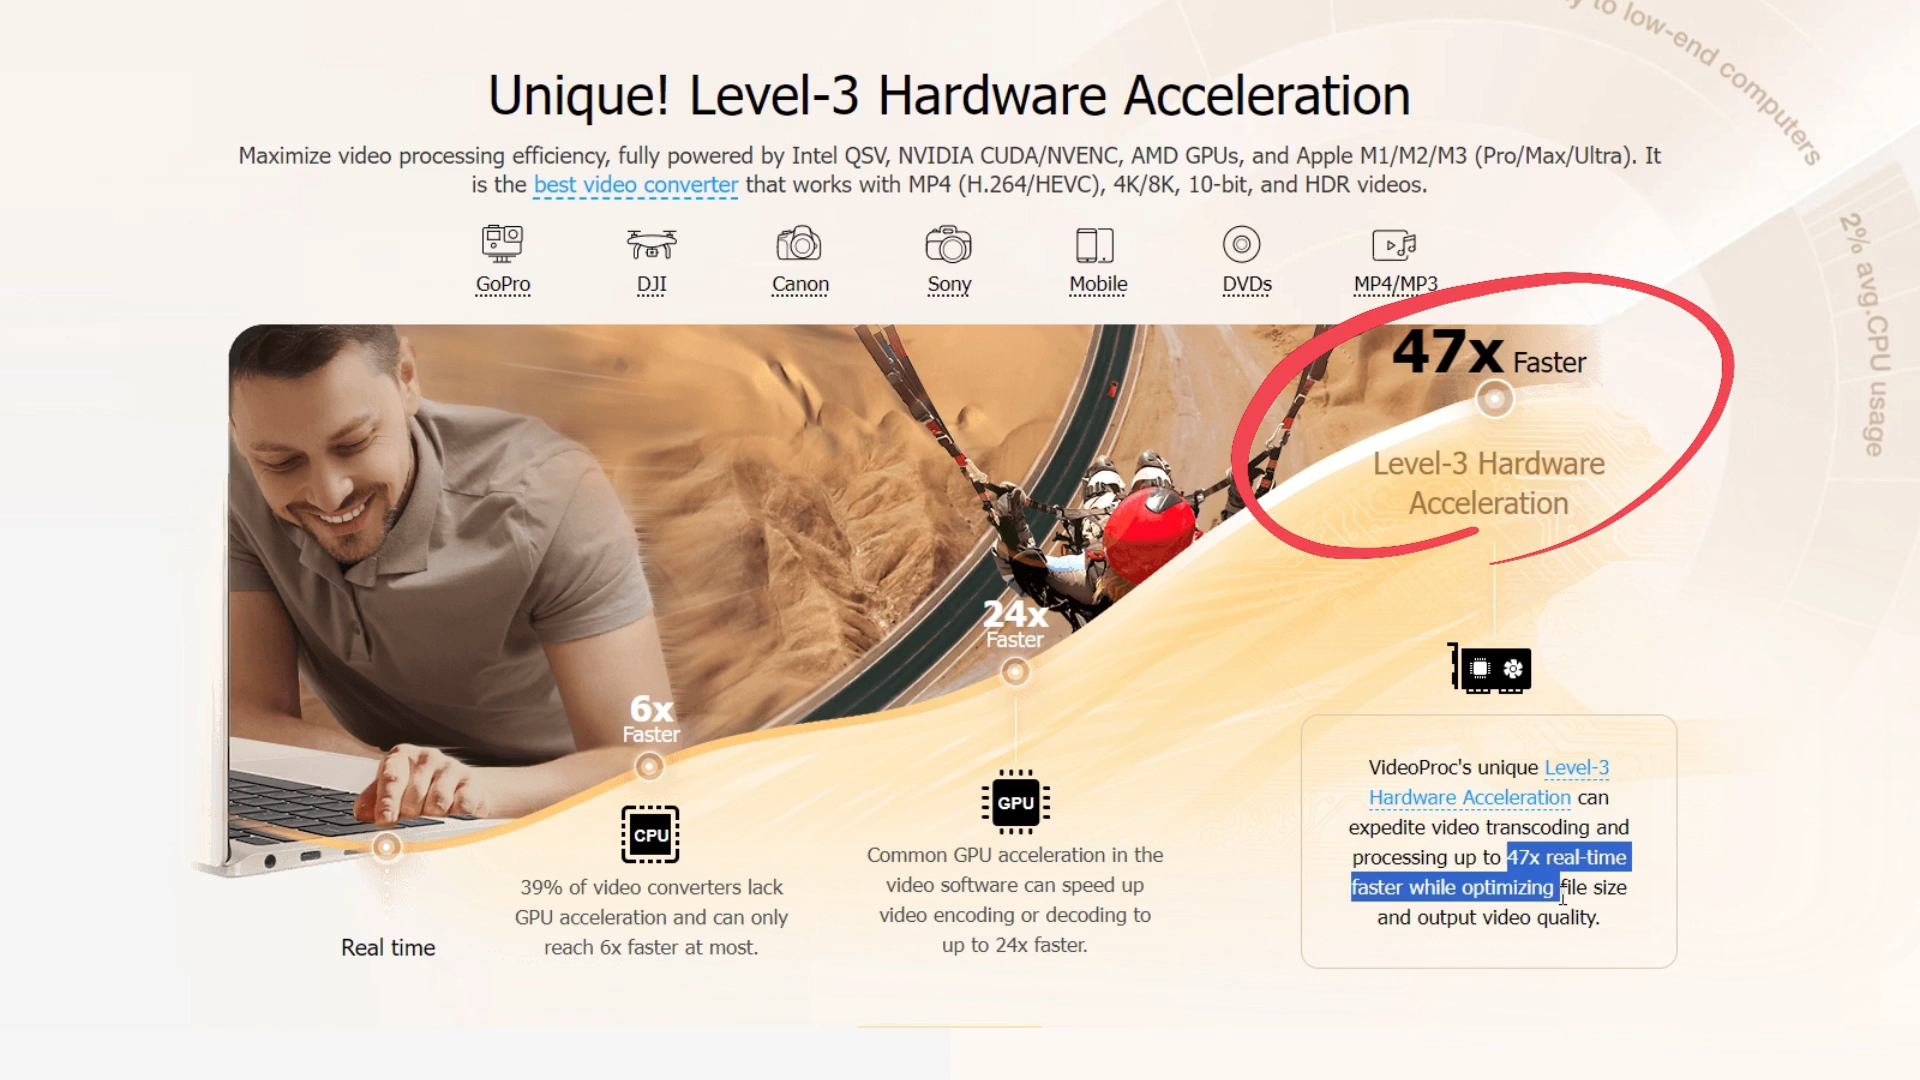 y to low-end computers
2% avg.CPU usage
Unique! Level-3 Hardware Acceleration
Maximize video processing efficiency, fully powered by Intel QSV, NVIDIA CUDA/NVENC, AMD GPUs, and Apple M1/M2/M3 (Pro/Max/Ultra). It
is the best video converter that works with MP4 (H.264/HEVC), 4K/8K, 10-bit, and HDR videos.
GoPro
DJI
Canon
Sony
Mobile
DVDs
MP4/MP3
47x Faster
Level-3 Hardware
Acceleration
24x
Faster
6x
Faster
Real time
CPU
39% of video converters lack
GPU acceleration and can only
reach 6x faster at most.
GPU
Common GPU acceleration in the
video software can speed up
video encoding or decoding to
up to 24x faster.
VideoProc's unique Level-3
Hardware Acceleration can
expedite video transcoding and
processing up to 47x real-time
faster while optimizing file size
and output video quality.